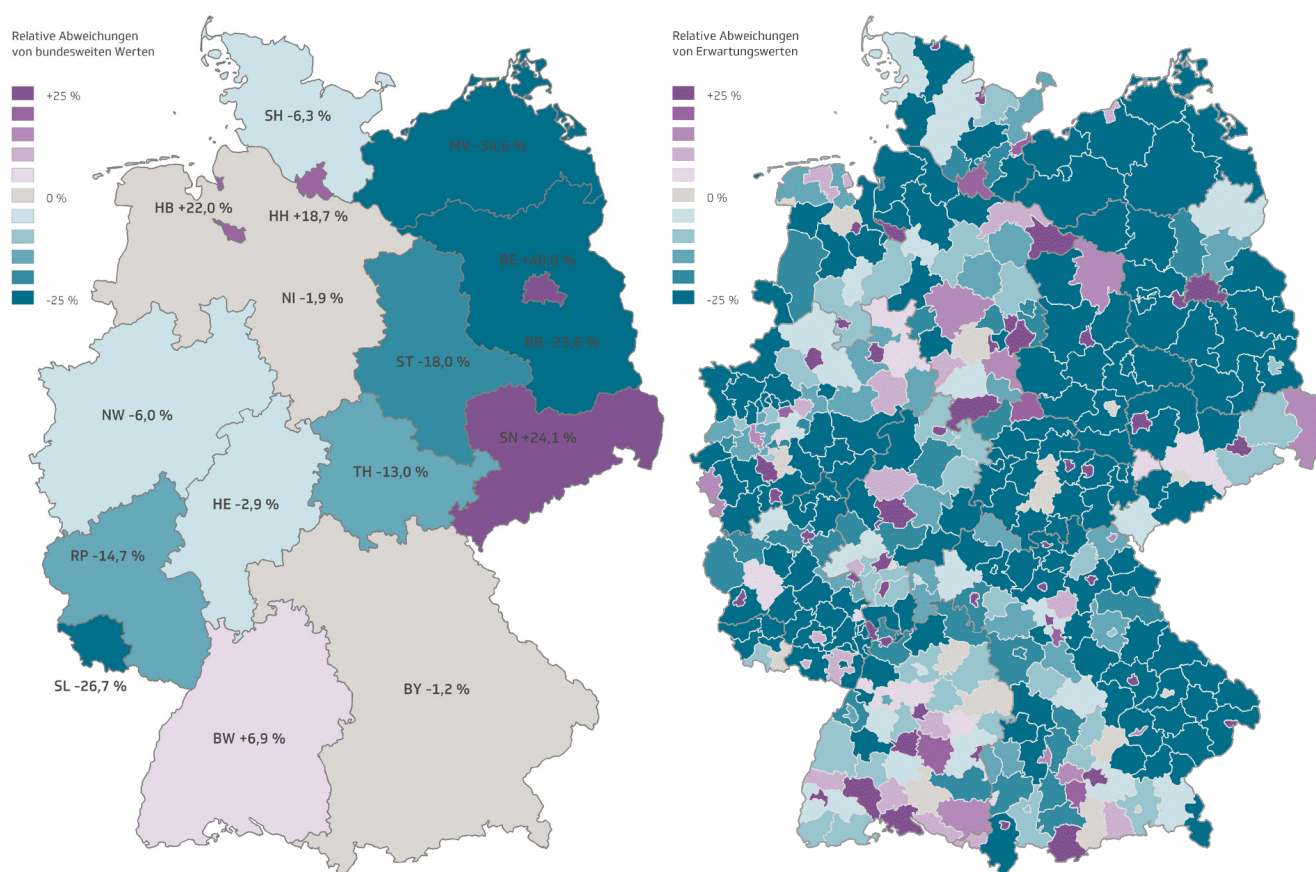 Relative Abweichungen
von bundesweiten Werten
+25 %
0 %
-25 %
SH -6,3 %
MV -34,6 %
HB +22,0 %
HH +18,7 %
BE +40,0 %
NI -1,9 %
BB -23,6 %
ST -18,0 %
NW -6,0 %
SN +24,1 %
TH -13,0 %
HE -2,9 %
RP -14,7 %
SL -26,7 %
BY -1,2 %
BW +6,9 %
Relative Abweichungen
von Erwartungswerten
+25 %
0 %
-25 %